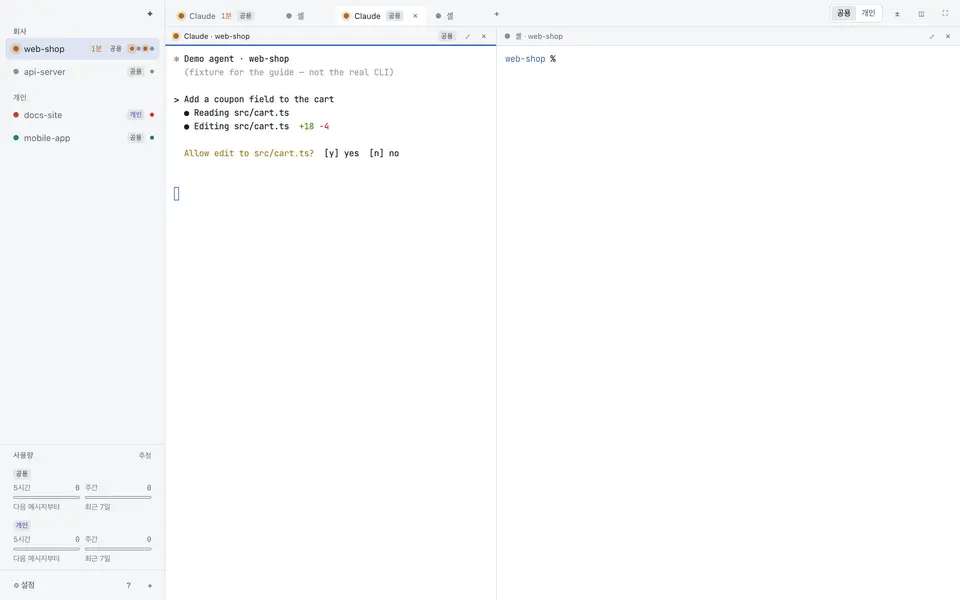 Claude 1분 공용
셸
Claude 공용 ×
셸
+
공용 개인
회사
web-shop 1분 공용
api-server 공용
개인
docs-site 개인
mobile-app 공용
Claude · web-shop 공용
✻ Demo agent · web-shop
(fixture for the guide — not the real CLI)
> Add a coupon field to the cart
● Reading src/cart.ts
● Editing src/cart.ts +18 -4
Allow edit to src/cart.ts? [y] yes [n] no
셸 · web-shop
web-shop %
사용량 추정
공용
5시간 0 주간 0
다음 메시지부터 최근 7일
개인
5시간 0 주간 0
다음 메시지부터 최근 7일
⚙ 설정 ?